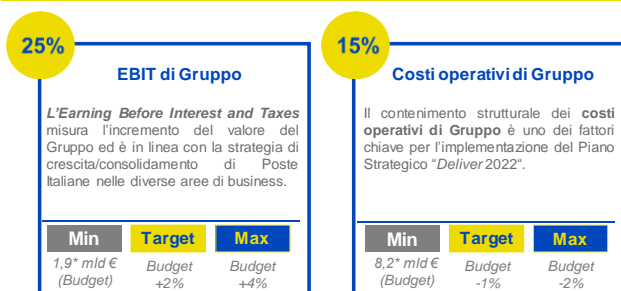 25%
EBIT di Gruppo
L'Earning Before Interest and Taxes
misura l'incremento del valore del
Gruppo ed è in linea con la strategia di
crescita/consolidamento di Poste
Italiane nelle diverse aree di business.
Min Target Max
1,9* mld € Budget Budget
(Budget) +2% +4%
15%
Costi operativi di Gruppo
Il contenimento strutturale dei costi
operativi di Gruppo è uno dei fattori
chiave per l'implementazione del Piano
Strategico “Deliver 2022“.
Min Target Max
8,2* mld € Budget Budget
(Budget) -1% -2%